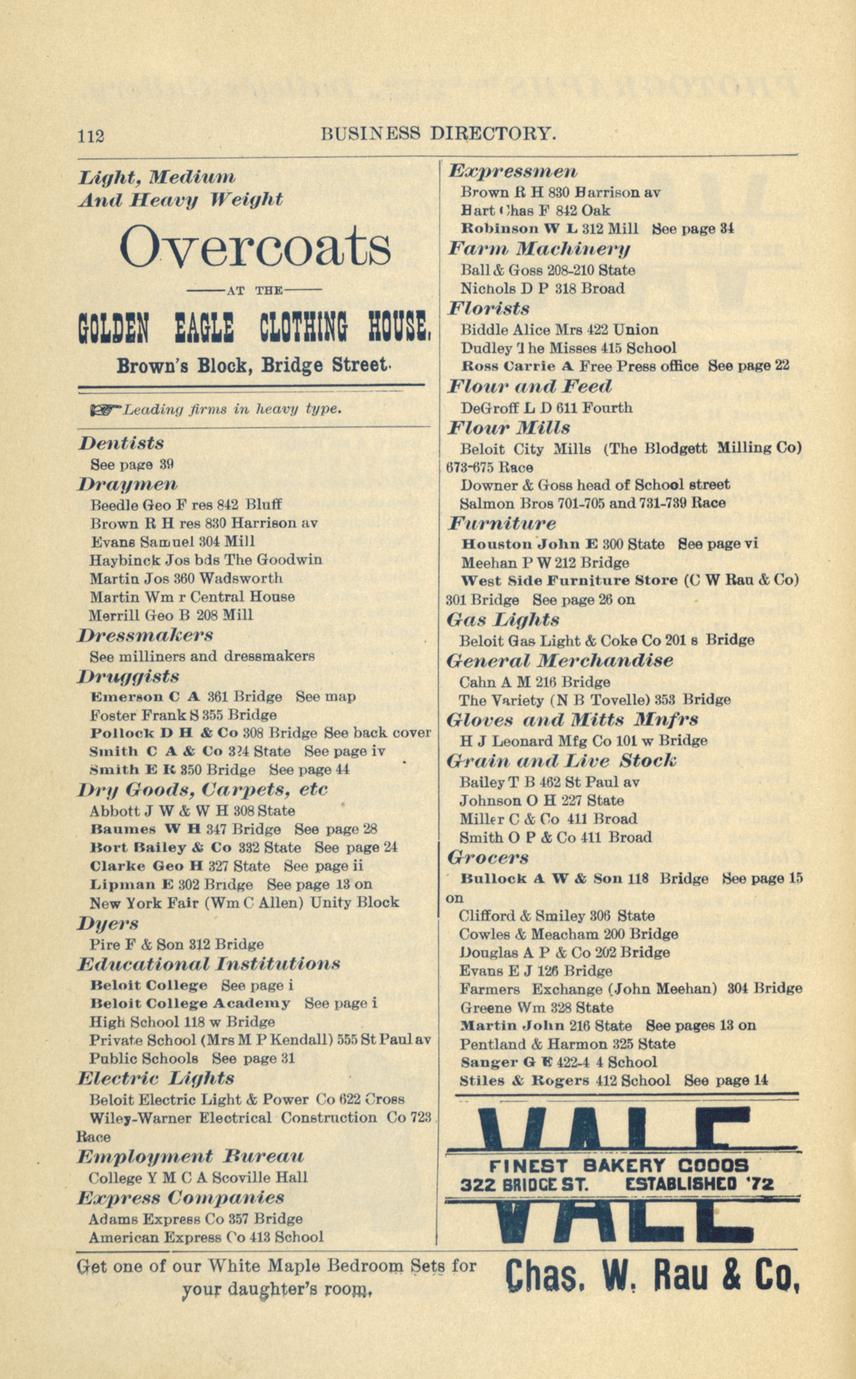 112
BUSINESS DIRECTORY.
Light, Medium
And Heavy Weight
Overcoats
AT THE
GOLDEN EAGLE CLOTHING HOUSE,
Brown's Block, Bridge Street.
Leading firms in heavy type.
Dentists
See page 39
Draymen
Beedle Geo F res 842 Bluff
Brown R H res 830 Harrison av
Evans Samuel 304 Mill
Haybinck Jos bds The Goodwin
Martin Jos 360 Wadsworth
Martin Wm r Central House
Merrill Geo B 208 Mill
Dressmakers
See milliners and dressmakers
Druggists
Emerson C A 361 Bridge See map
Foster Frank S 355 Bridge
Pollock D H & Co 308 Bridge See back cover
Smith C A & Co 324 State See page iv
Smith E R 350 Bridge See page 44
Dry Goods, Carpets, etc
Abbott J W & W H 308 State
Baumes W H 347 Bridge See page 28
Bort Bailey & Co 332 State See page 24
Clarke Geo H 327 State See page ii
Lipman E 302 Bridge See page 13 on
New York Fair (Wm C Allen) Unity Block
Dyers
Pire F & Son 312 Bridge
Educational Institutions
Beloit College See page i
Beloit College Academy See page i
High School 118 w Bridge
Private School (Mrs M P Kendall) 555 St Paul av
Public Schools See page 31
Electric Lights
Beloit Electric Light & Power Co 622 Cross
Wiley-Warner Electrical Construction Co 723
Race
Employment Bureau
College Y M C A Scoville Hall
Express Companies
Adams Express Co 357 Bridge
American Express Co 413 School
Expressmen
Brown R H 830 Harrison av
Hart Chas F 842 Oak
Robinson W L 312 Mill See page 34
Farm Machinery
Ball & Goss 208-210 State
Nichols D P 318 Broad
Florists
Biddle Alice Mrs 422 Union
Dudley The Misses 415 School
Ross Carrie A Free Press office See page 22
Flour and Feed
DeGroff L D 611 Fourth
Flour Mills
Beloit City Mills (The Blodgett Milling Co)
673-675 Race
Downer & Goss head of School street
Salmon Bros 701-705 and 731-739 Race
Furniture
Houston John E 300 State See page vi
Meehan P W 212 Bridge
West Side Furniture Store (C W Rau & Co)
301 Bridge See page 26 on
Gas Lights
Beloit Gas Light & Coke Co 201 s Bridge
General Merchandise
Cahn A M 216 Bridge
The Variety (N B Tovelle) 353 Bridge
Gloves and Mitts Mnfrs
H J Leonard Mfg Co 101 w Bridge
Grain and Live Stock
Bailey T B 462 St Paul av
Johnson O H 227 State
Miller C & Co 411 Broad
Smith O P & Co 411 Broad
Grocers
Bullock A W & Son 118 Bridge See page 15
on
Clifford & Smiley 306 State
Cowles & Meacham 200 Bridge
Douglas A P & Co 202 Bridge
Evans E J 126 Bridge
Farmers Exchange (John Meehan) 304 Bridge
Greene Wm 328 State
Martin John 216 State See pages 13 on
Pentland & Harmon 325 State
Sanger G E 422-4 4 School
Stiles & Rogers 412 School See page 14
VALE
FINEST BAKERY GOODS
322 BRIDGE ST. ESTABLISHED '72
VALE
Get one of our White Maple Bedroom Sets for
your daughter's room,
Chas. W. Rau & Co,